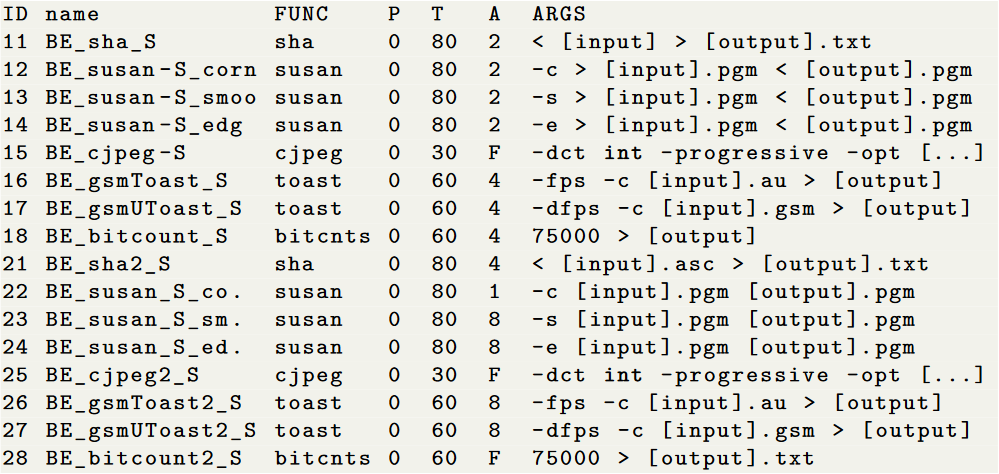 ID name FUNC P T A ARGS
11 BE_sha_S sha 0 80 2 < [input] > [output].txt
12 BE_susan-S_corn susan 0 80 2 -c > [input].pgm < [output].pgm
13 BE_susan-S_smoo susan 0 80 2 -s > [input].pgm < [output].pgm
14 BE_susan-S_edg susan 0 80 2 -e > [input].pgm < [output].pgm
15 BE_cjpeg-S cjpeg 0 30 F -dct int -progressive -opt [...]
16 BE_gsmToast_S toast 0 60 4 -fps -c [input].au > [output]
17 BE_gsmUToast_S toast 0 60 4 -dfps -c [input].gsm > [output]
18 BE_bitcount_S bitcnts 0 60 4 75000 > [output]
21 BE_sha2_S sha 0 80 4 < [input].asc > [output].txt
22 BE_susan_S_co. susan 0 80 1 -c [input].pgm [output].pgm
23 BE_susan_S_sm. susan 0 80 8 -s [input].pgm [output].pgm
24 BE_susan_S_ed. susan 0 80 8 -e [input].pgm [output].pgm
25 BE_cjpeg2_S cjpeg 0 30 F -dct int -progressive -opt [...]
26 BE_gsmToast2_S toast 0 60 8 -fps -c [input].au > [output]
27 BE_gsmUToast2_S toast 0 60 8 -dfps -c [input].gsm > [output]
28 BE_bitcount2_S bitcnts 0 60 F 75000 > [output].txt